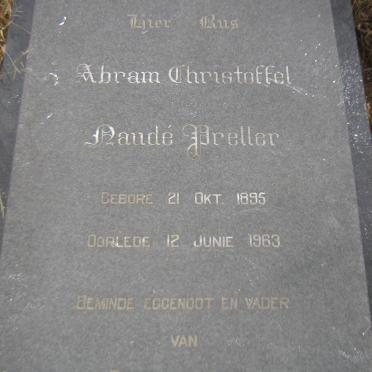 Hier Rus
Abram Christoffel
Naudé Preller
GEBORE 21 OKT. 1895
OORLEDE 12 JUNIE 1963
BEMINDE EGGENOOT EN VADER
VAN